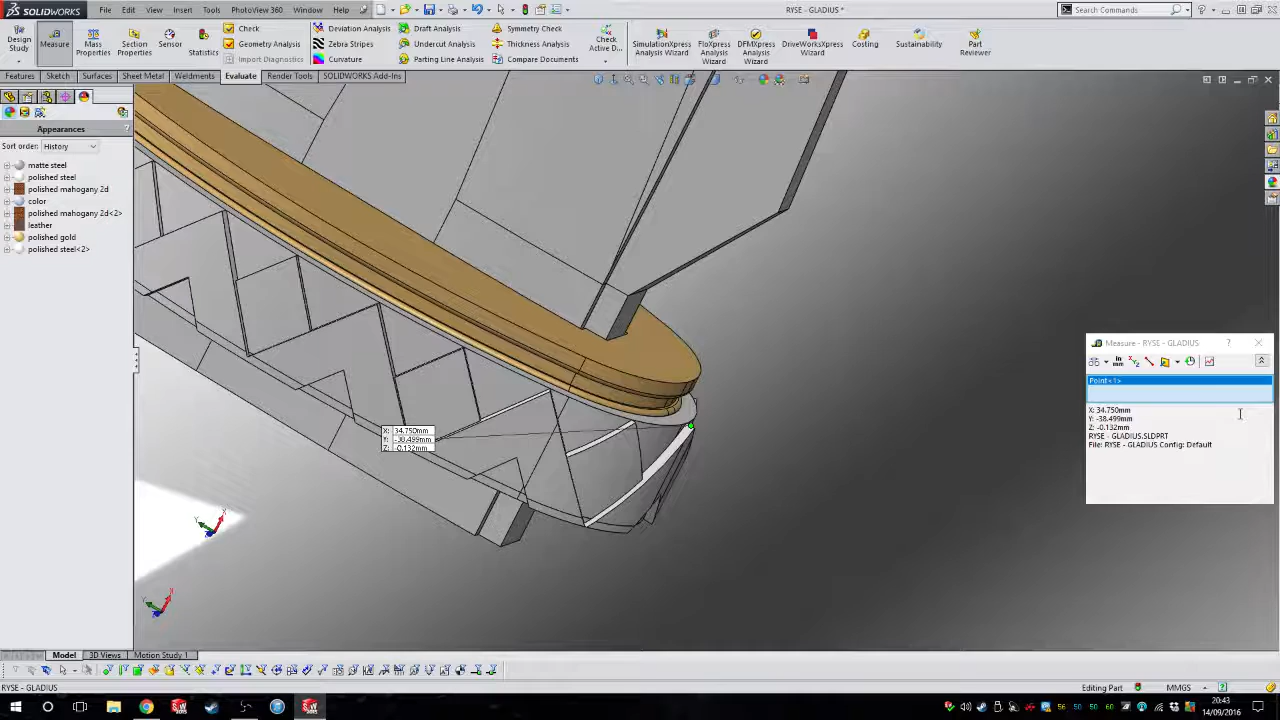 SOLIDWORKS
File Edit View Insert Tools PhotoView 360 Window Help
RYSE - GLADIUS *
Search Commands
Design Study
Measure
Mass Properties
Section Properties
Sensor
Statistics
Check
Geometry Analysis
Import Diagnostics
Deviation Analysis
Zebra Stripes
Curvature
Draft Analysis
Undercut Analysis
Parting Line Analysis
Symmetry Check
Thickness Analysis
Compare Documents
Check Active D...
SimulationXpress Analysis Wizard
FloXpress Analysis Wizard
DFMXpress Analysis Wizard
DriveWorksXpress Wizard
Costing
Sustainability
Part Reviewer
Features Sketch Surfaces Sheet Metal Weldments Evaluate Render Tools SOLIDWORKS Add-Ins
Appearances ?
Sort order: History
matte steel
polished steel
polished mahogany 2d
color
polished mahogany 2d<2>
leather
polished gold
polished steel<2>
X: 34.750mm
Y: -38.499mm
Z: -0.132mm
Measure - RYSE - GLADIUS ?
in mm
Point<1>
X: 34.750mm
Y: -38.499mm
Z: -0.132mm
RYSE - GLADIUS.SLDPRT
File: RYSE - GLADIUS Config: Default
Model 3D Views Motion Study 1
RYSE - GLADIUS
Editing Part
MMGS
56 50 50 60
20:43
14/09/2016